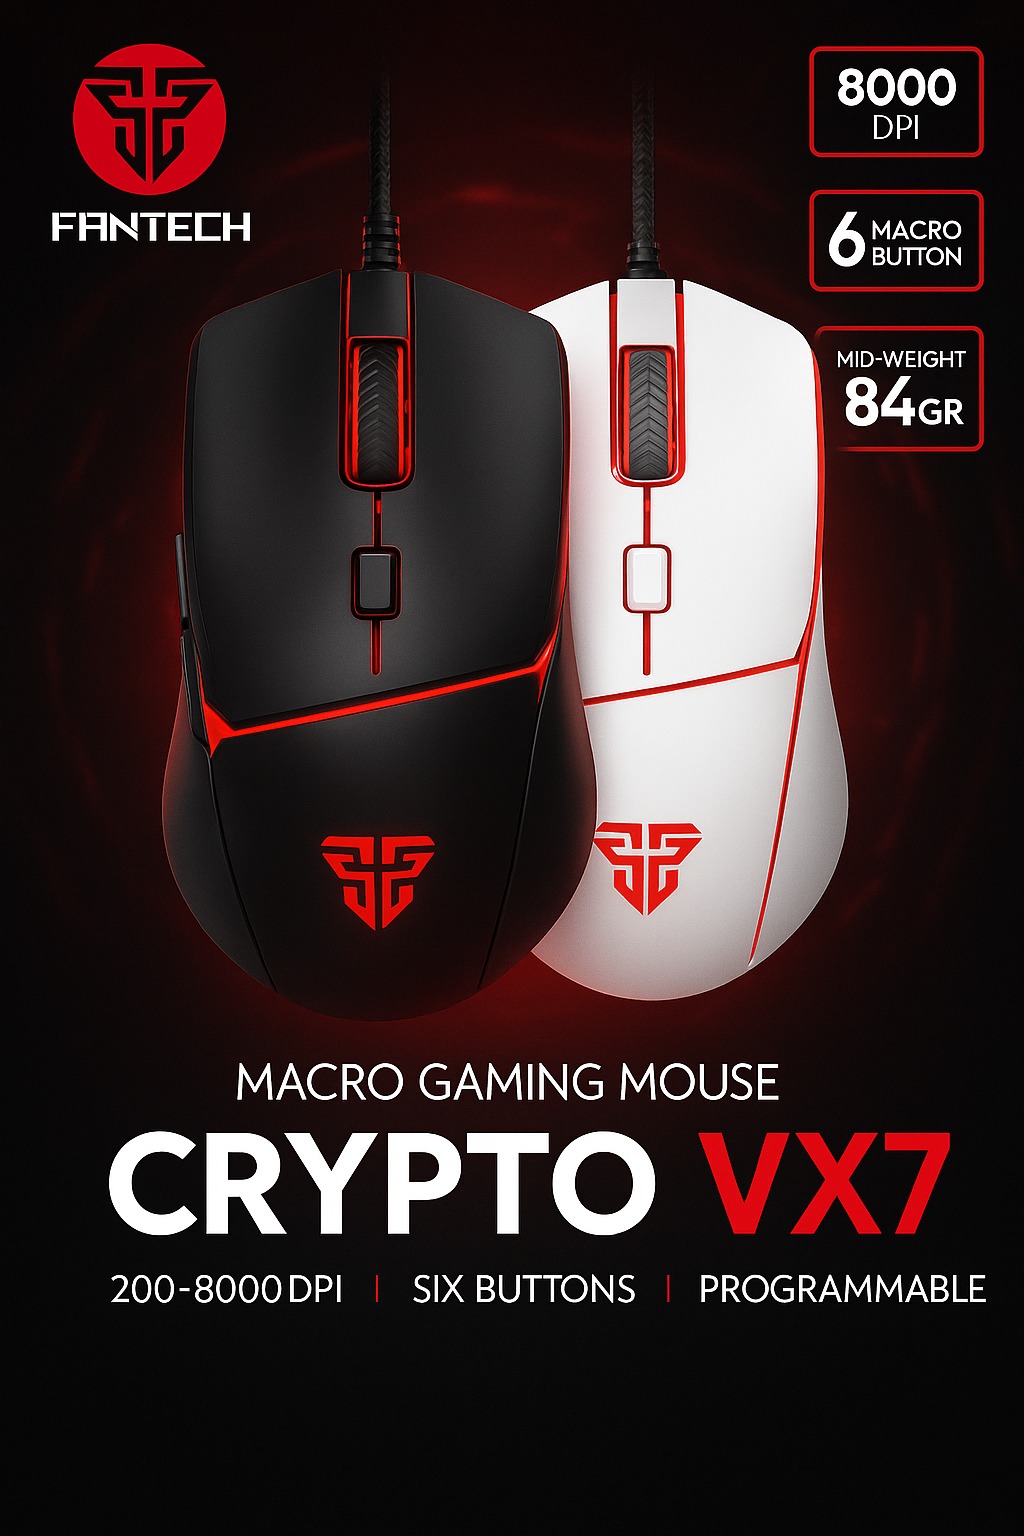 FANTECH
8000
DPI
6 MACRO
BUTTON
MID-WEIGHT
84GR
MACRO GAMING MOUSE
CRYPTO VX7
200-8000 DPI | SIX BUTTONS | PROGRAMMABLE